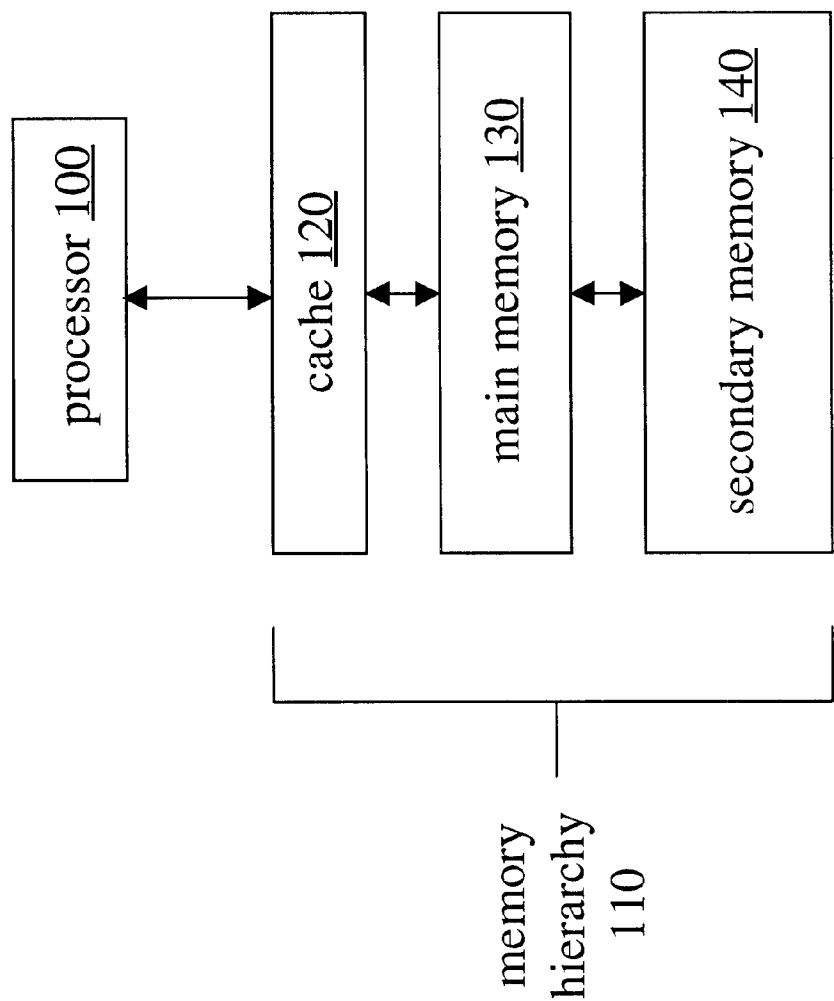 processor 100
cache 120
main memory 130
secondary memory 140
memory
hierarchy
110